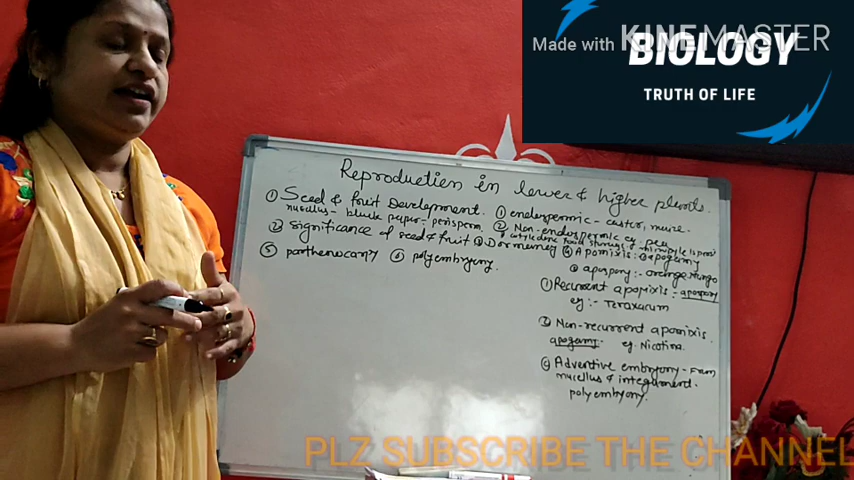 Made with KINEMASTER
BIOLOGY
TRUTH OF LIFE
Reproduction in lower & higher plants.
① Seed & fruit Development.
nucellus - black pepper - perisperm.
② Significance of seed & fruit
③ Dormency
⑤ parthenocarpy ⑥ polyembryony.
① endospermic - castor, maize.
② Non-endospermic eg. pea
④ Apomixis: ① apogamy
② apospory :- orange mango
① Recurrent apomixis :- apospory
eg:- Taraxacum
② Non-recurrent apomixis.
apogamy:- eg. Nicotina.
③ Adventive embryony - From
nucellus & integument.
polyembryony.
PLZ SUBSCRIBE THE CHANNEL